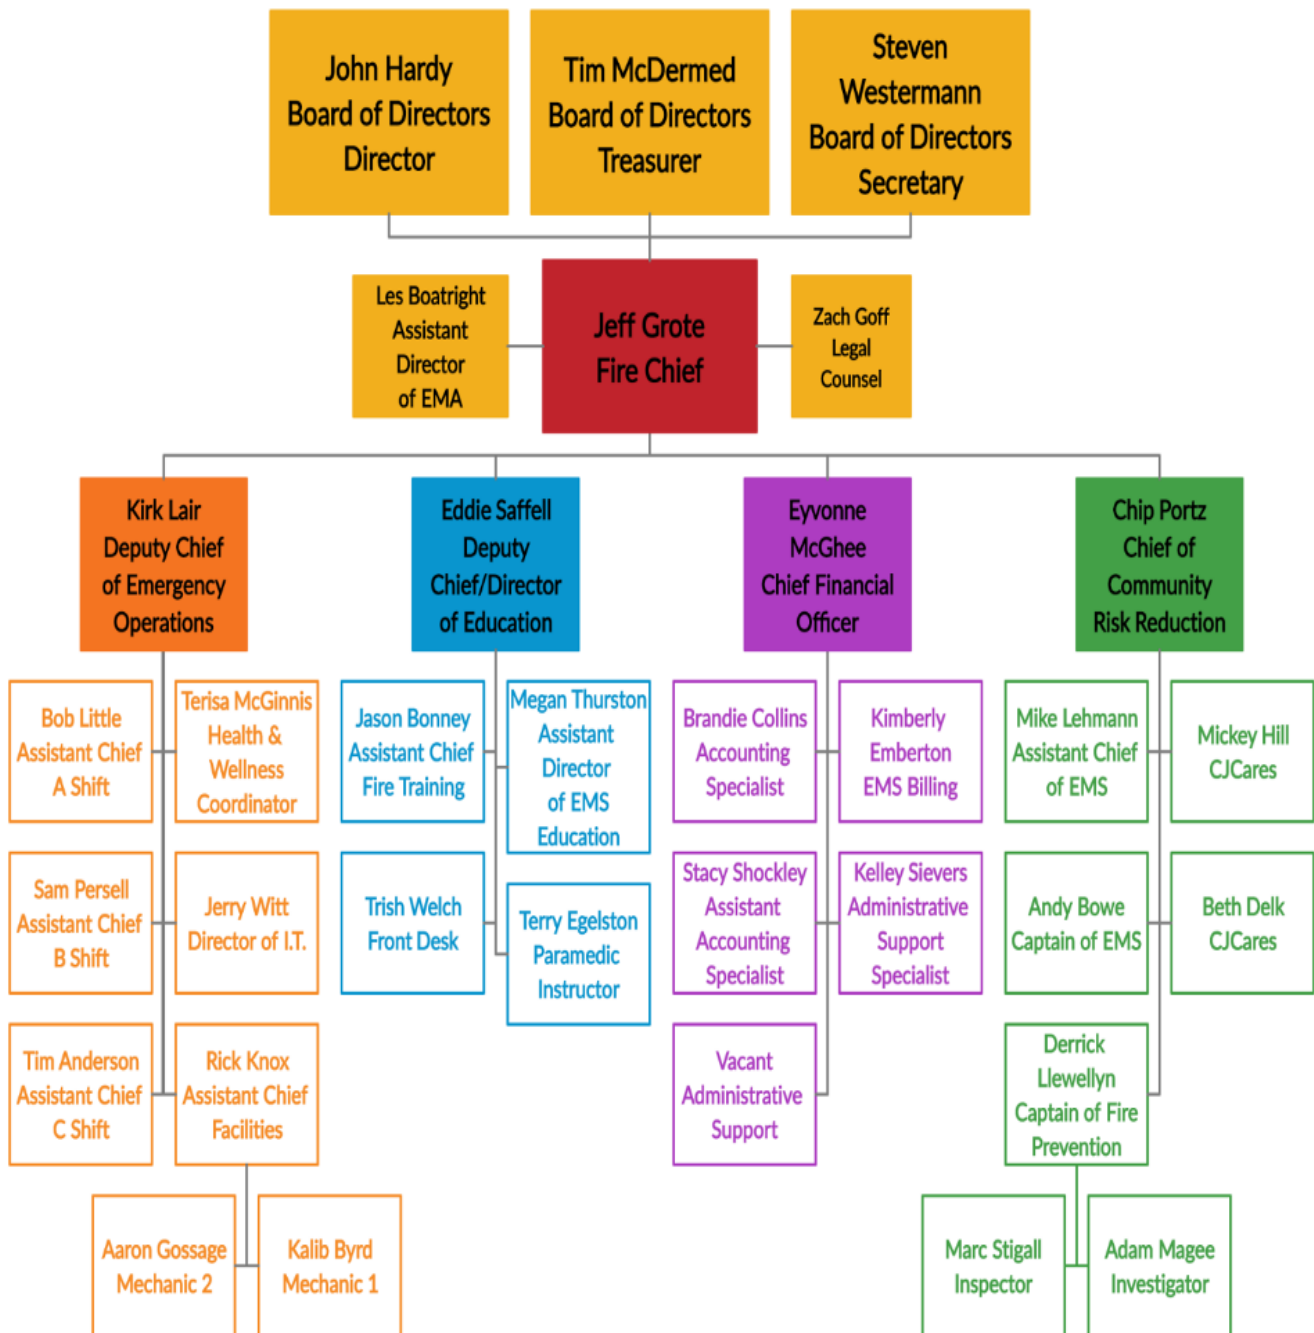 John Hardy
Board of Directors
Director
Tim McDermed
Board of Directors
Treasurer
Steven
Westermann
Board of Directors
Secretary
Les Boatright
Assistant
Director
of EMA
Jeff Grote
Fire Chief
Zach Goff
Legal
Counsel
Kirk Lair
Deputy Chief
of Emergency
Operations
Eddie Saffell
Deputy
Chief/Director
of Education
Eyvonne
McGhee
Chief Financial
Officer
Chip Portz
Chief of
Community
Risk Reduction
Bob Little
Assistant Chief
A Shift
Terisa McGinnis
Health &
Wellness
Coordinator
Jason Bonney
Assistant Chief
Fire Training
Megan Thurston
Assistant
Director
of EMS
Education
Brandie Collins
Accounting
Specialist
Kimberly
Emberton
EMS Billing
Mike Lehmann
Assistant Chief
of EMS
Mickey Hill
CJCares
Sam Persell
Assistant Chief
B Shift
Jerry Witt
Director of I.T.
Trish Welch
Front Desk
Terry Egelston
Paramedic
Instructor
Stacy Shockley
Assistant
Accounting
Specialist
Kelley Sievers
Administrative
Support
Specialist
Andy Bowe
Captain of EMS
Beth Delk
CJCares
Tim Anderson
Assistant Chief
C Shift
Rick Knox
Assistant Chief
Facilities
Vacant
Administrative
Support
Derrick
Llewellyn
Captain of Fire
Prevention
Aaron Gossage
Mechanic 2
Kalib Byrd
Mechanic 1
Marc Stigall
Inspector
Adam Magee
Investigator